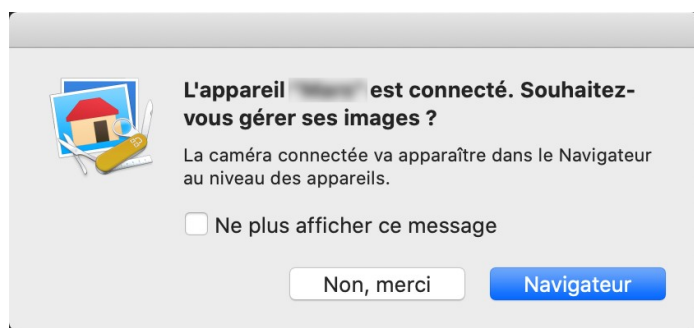 L'appareil est connecté. Souhaitez-
vous gérer ses images ?
La caméra connectée va apparaître dans le Navigateur
au niveau des appareils.
Ne plus afficher ce message
Non, merci
Navigateur